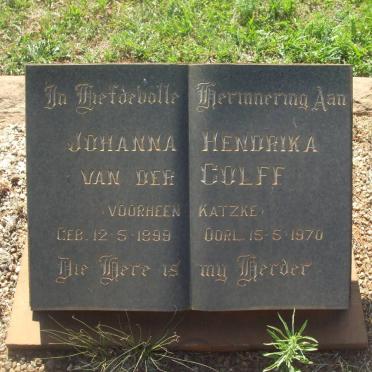 In Liefdevolle Herinnering Aan
JOHANNA HENDRIKA
VAN DER COLFF
(VOORHEEN KATZKE)
GEB. 12-5-1899 OORL. 15-5-1970
Die Here is my Herder